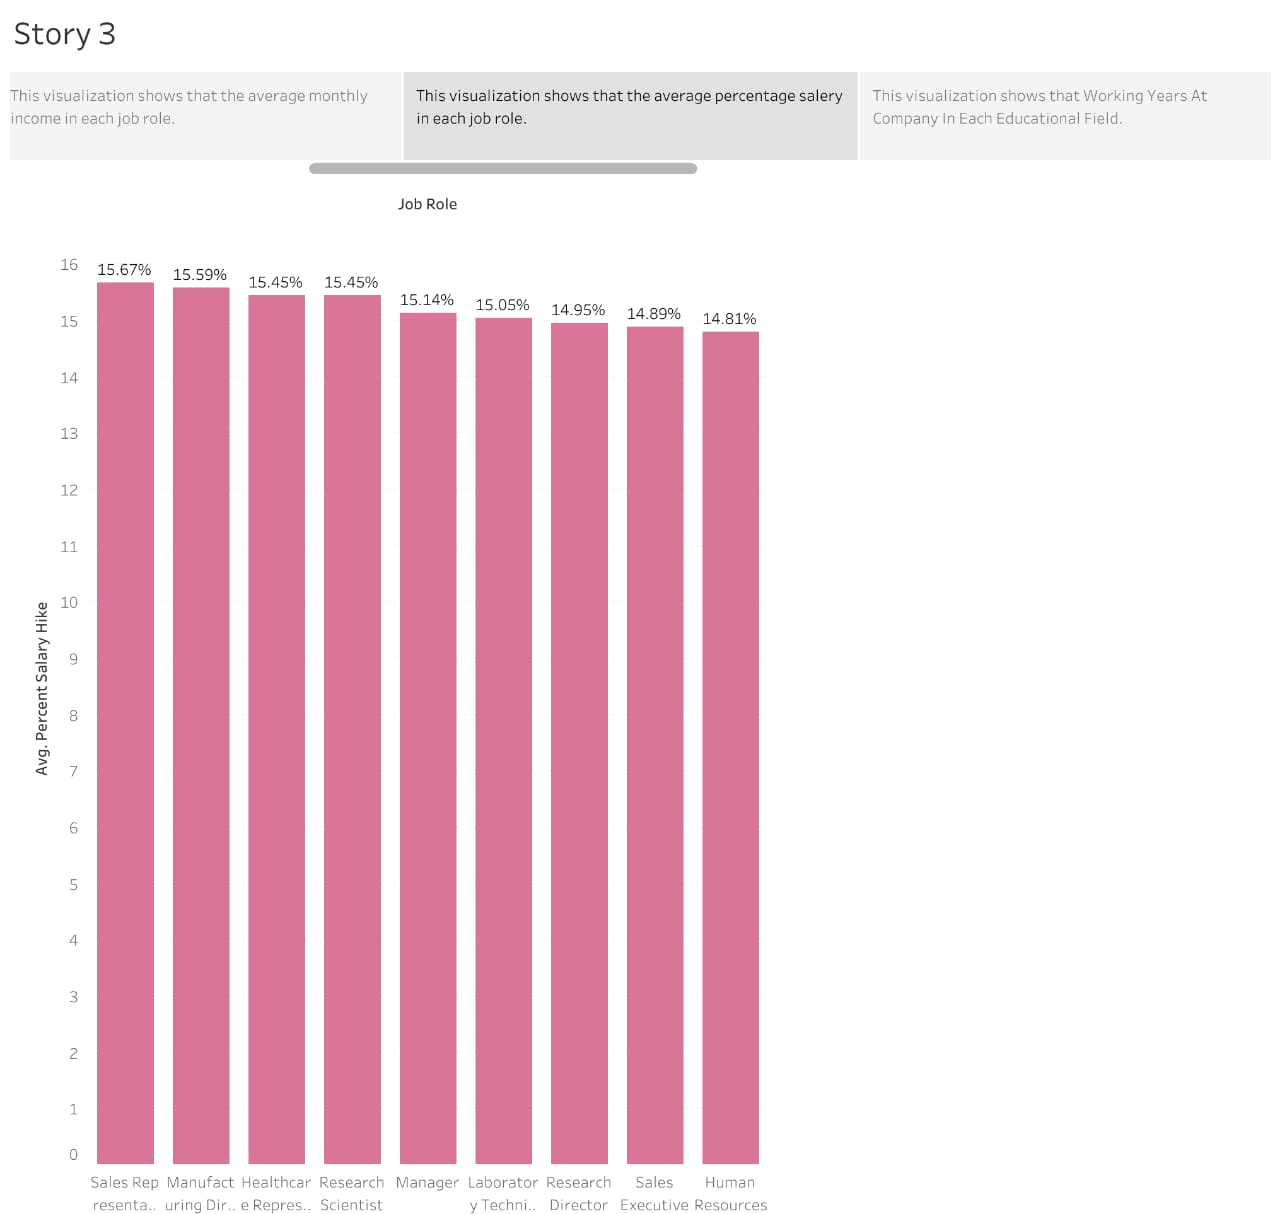 Story 3
This visualization shows that the average monthly
income in each job role.
This visualization shows that the average percentage salery
in each job role.
This visualization shows that Working Years At
Company In Each Educational Field.
Job Role
Avg. Percent Salary Hike
16
15
14
13
12
11
10
9
8
7
6
5
4
3
2
1
0
15.67%
15.59%
15.45%
15.45%
15.14%
15.05%
14.95%
14.89%
14.81%
Sales Rep
resenta..
Manufact
uring Dir..
Healthcar
e Repres..
Research
Scientist
Manager
Laborator
y Techni..
Research
Director
Sales
Executive
Human
Resources